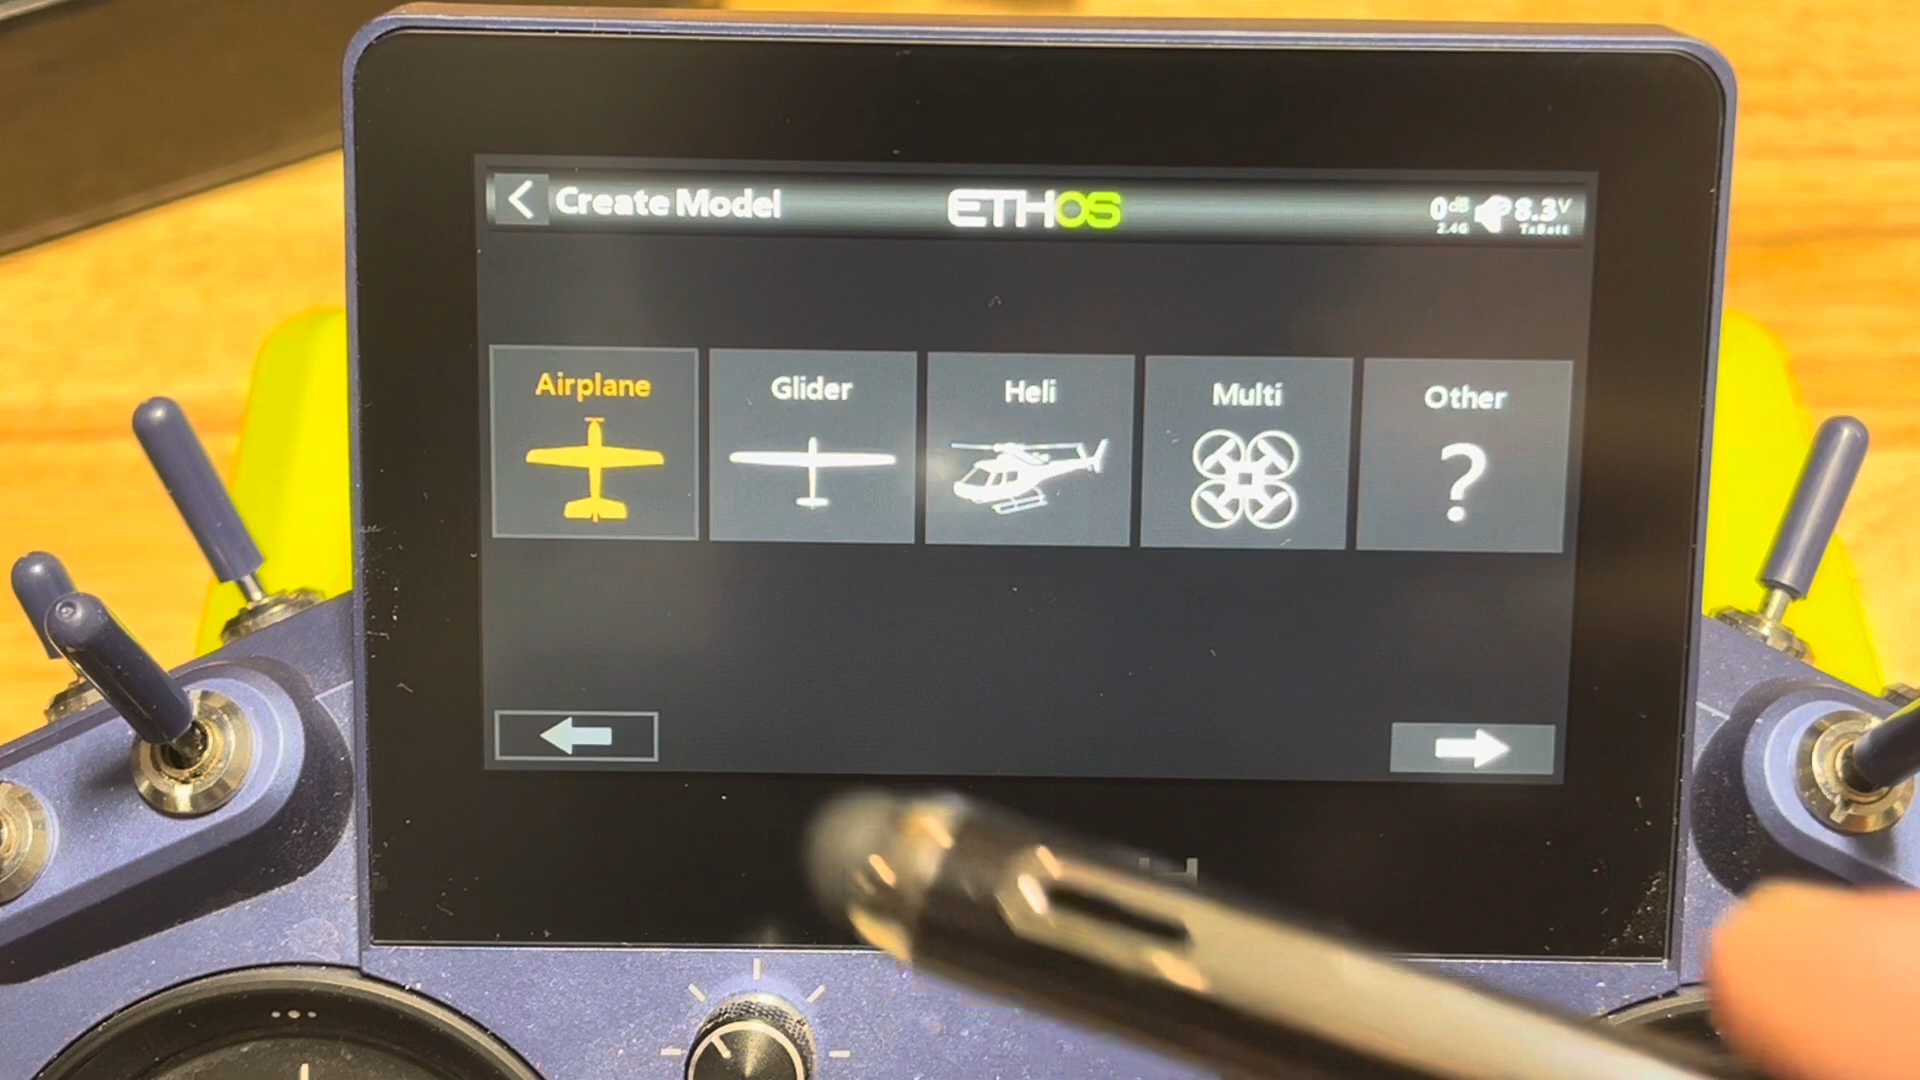 Create Model
ETHOS
0dB
2.4G
8.3V
TxBatt
Airplane
Glider
Heli
Multi
Other
?